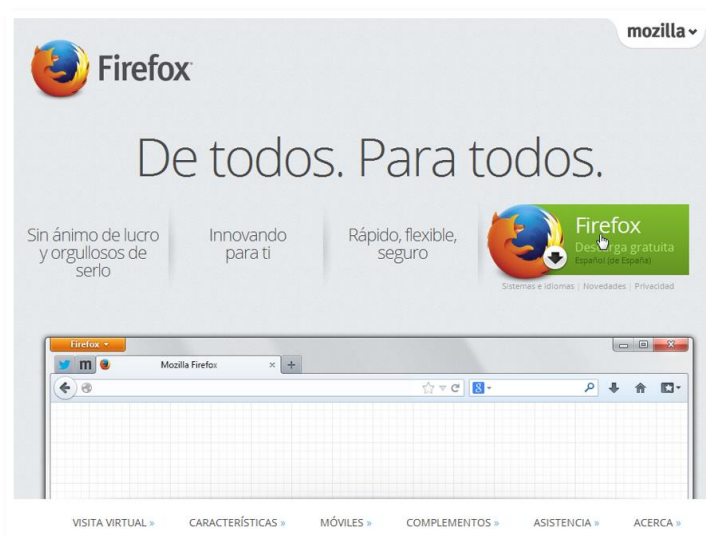 mozilla
Firefox
De todos. Para todos.
Sin ánimo de lucro
y orgullosos de
serlo
Innovando
para ti
Rápido, flexible,
seguro
Firefox
Descarga gratuita
Español (de España)
Sistemas e idiomas | Novedades | Privacidad
Firefox
m Mozilla Firefox
8
VISITA VIRTUAL » CARACTERÍSTICAS » MÓVILES » COMPLEMENTOS » ASISTENCIA » ACERCA »